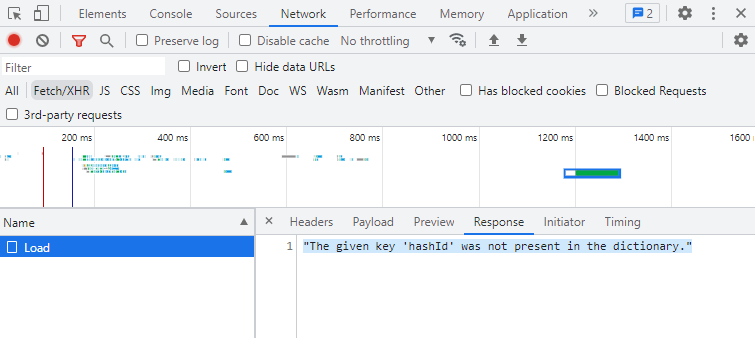 Elements Console Sources Network Performance Memory Application » 2
Preserve log Disable cache No throttling
Filter Invert Hide data URLs
All Fetch/XHR JS CSS Img Media Font Doc WS Wasm Manifest Other Has blocked cookies Blocked Requests
3rd-party requests
200 ms 400 ms 600 ms 800 ms 1000 ms 1200 ms 1400 ms 1600 ms
Name × Headers Payload Preview Response Initiator Timing
Load 1 "The given key 'hashId' was not present in the dictionary."